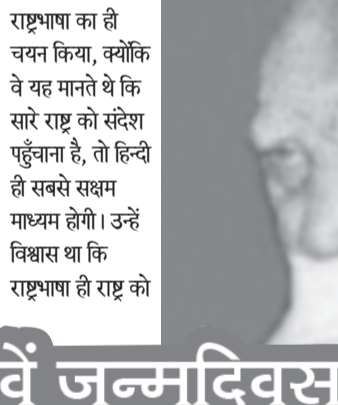 राष्ट्रभाषा का ही
चयन किया, क्योंकि
वे यह मानते थे कि
सारे राष्ट्र को संदेश
पहुँचाना है, तो हिन्दी
ही सबसे सक्षम
माध्यम होगी। उन्हें
विश्वास था कि
राष्ट्रभाषा ही राष्ट्र को
वें जन्मदिवस